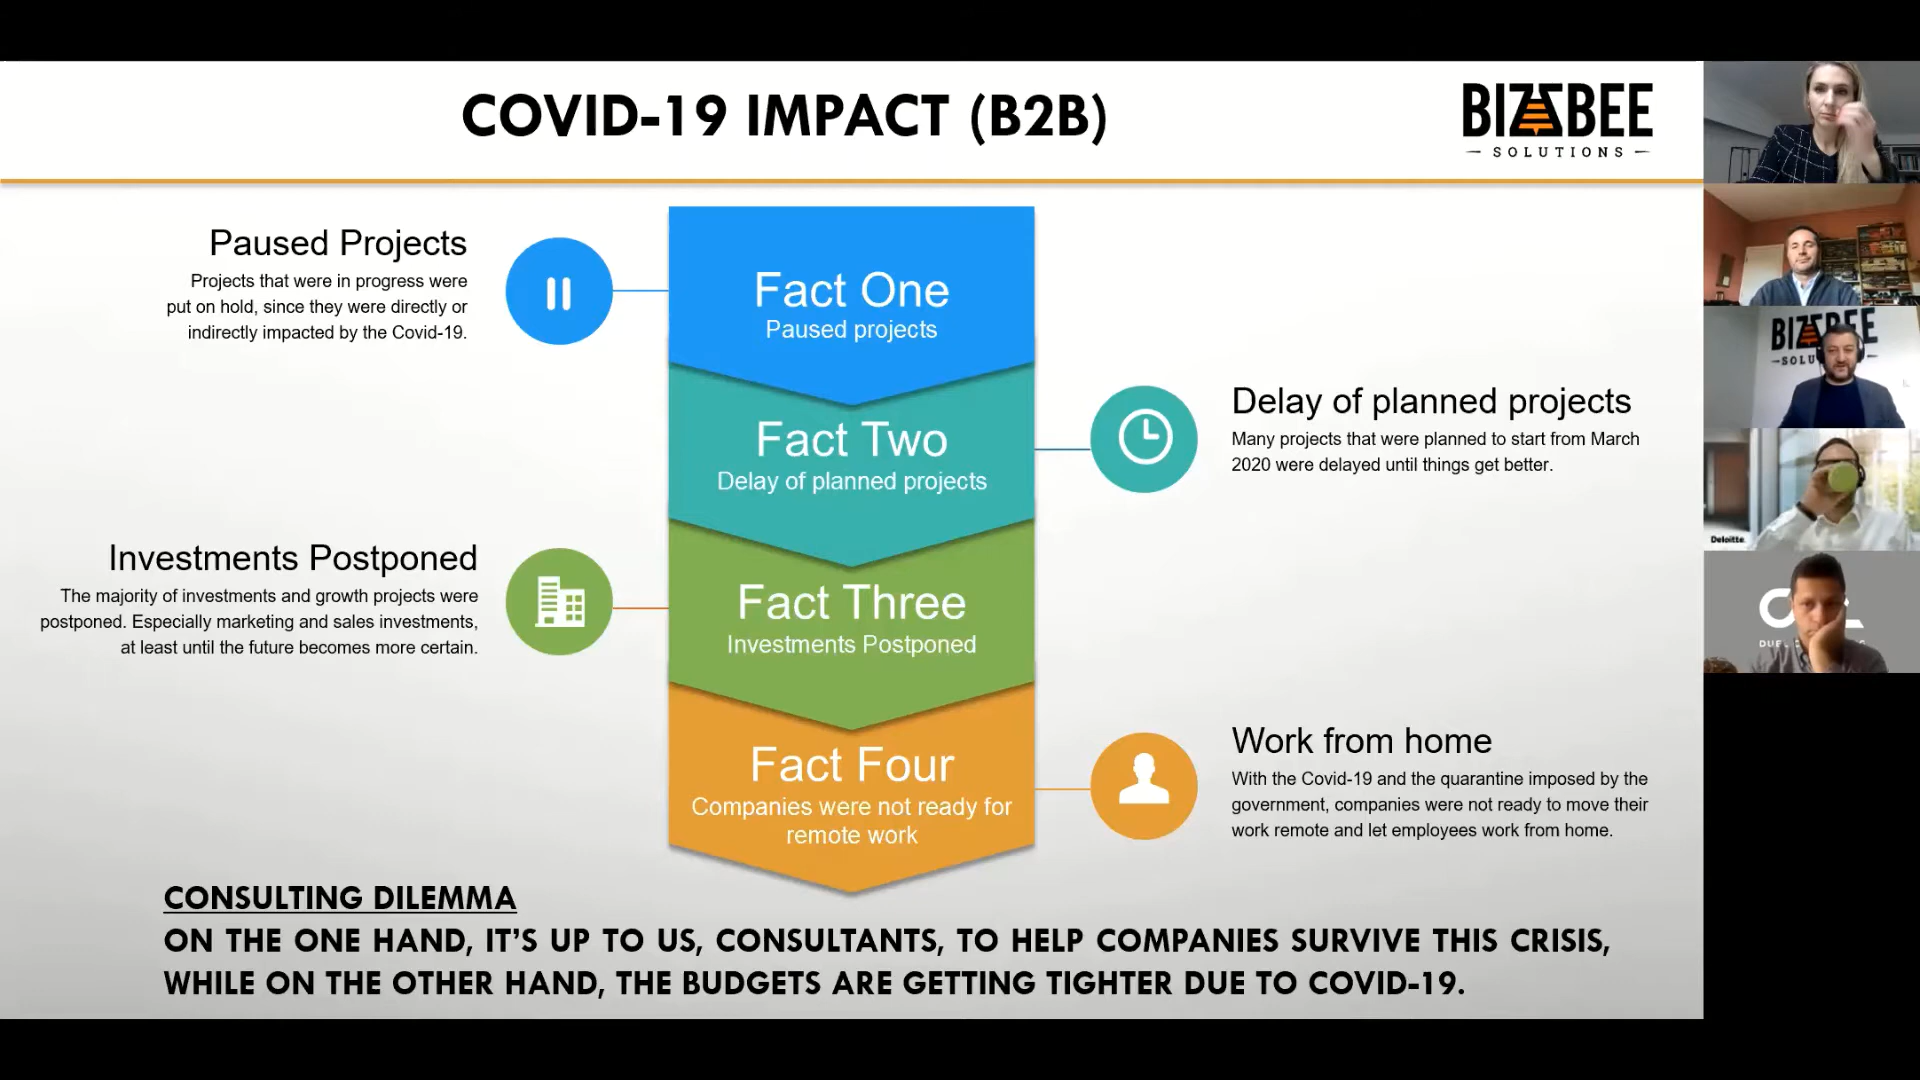 COVID-19 IMPACT (B2B)
BIZZBEE
SOLUTIONS
Paused Projects
Projects that were in progress were
put on hold, since they were directly or
indirectly impacted by the Covid-19.
Fact One
Paused projects
Fact Two
Delay of planned projects
Delay of planned projects
Many projects that were planned to start from March
2020 were delayed until things get better.
Investments Postponed
The majority of investments and growth projects were
postponed. Especially marketing and sales investments,
at least until the future becomes more certain.
Fact Three
Investments Postponed
Fact Four
Companies were not ready for
remote work
Work from home
With the Covid-19 and the quarantine imposed by the
government, companies were not ready to move their
work remote and let employees work from home.
CONSULTING DILEMMA
ON THE ONE HAND, IT’S UP TO US, CONSULTANTS, TO HELP COMPANIES SURVIVE THIS CRISIS,
WHILE ON THE OTHER HAND, THE BUDGETS ARE GETTING TIGHTER DUE TO COVID-19.
Deloitte.